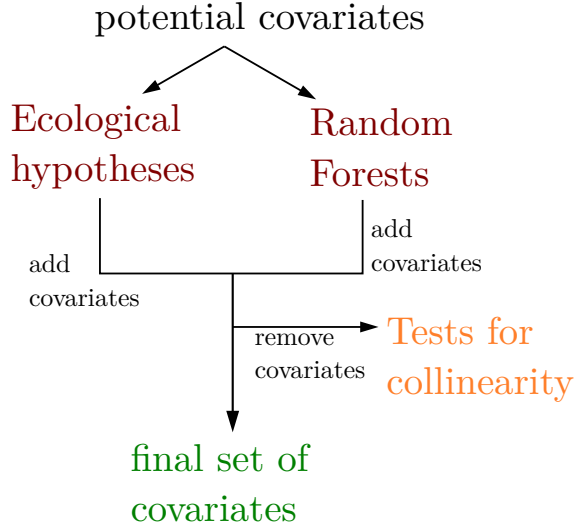 potential covariates
Ecological
hypotheses
Random
Forests
add
covariates
add
covariates
remove
covariates
Tests for
collinearity
final set of
covariates